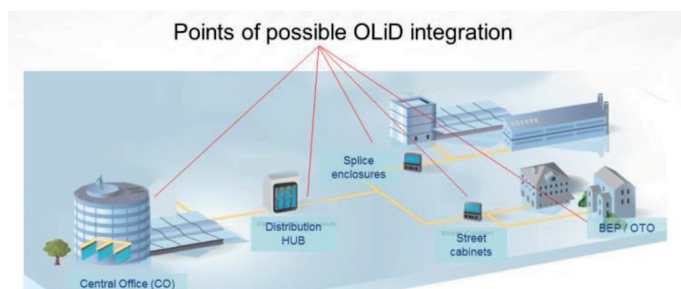 Points of possible OLiD integration
Splice
enclosures
Distribution
HUB
Street
cabinets
BEP / OTO
Central Office (CO)